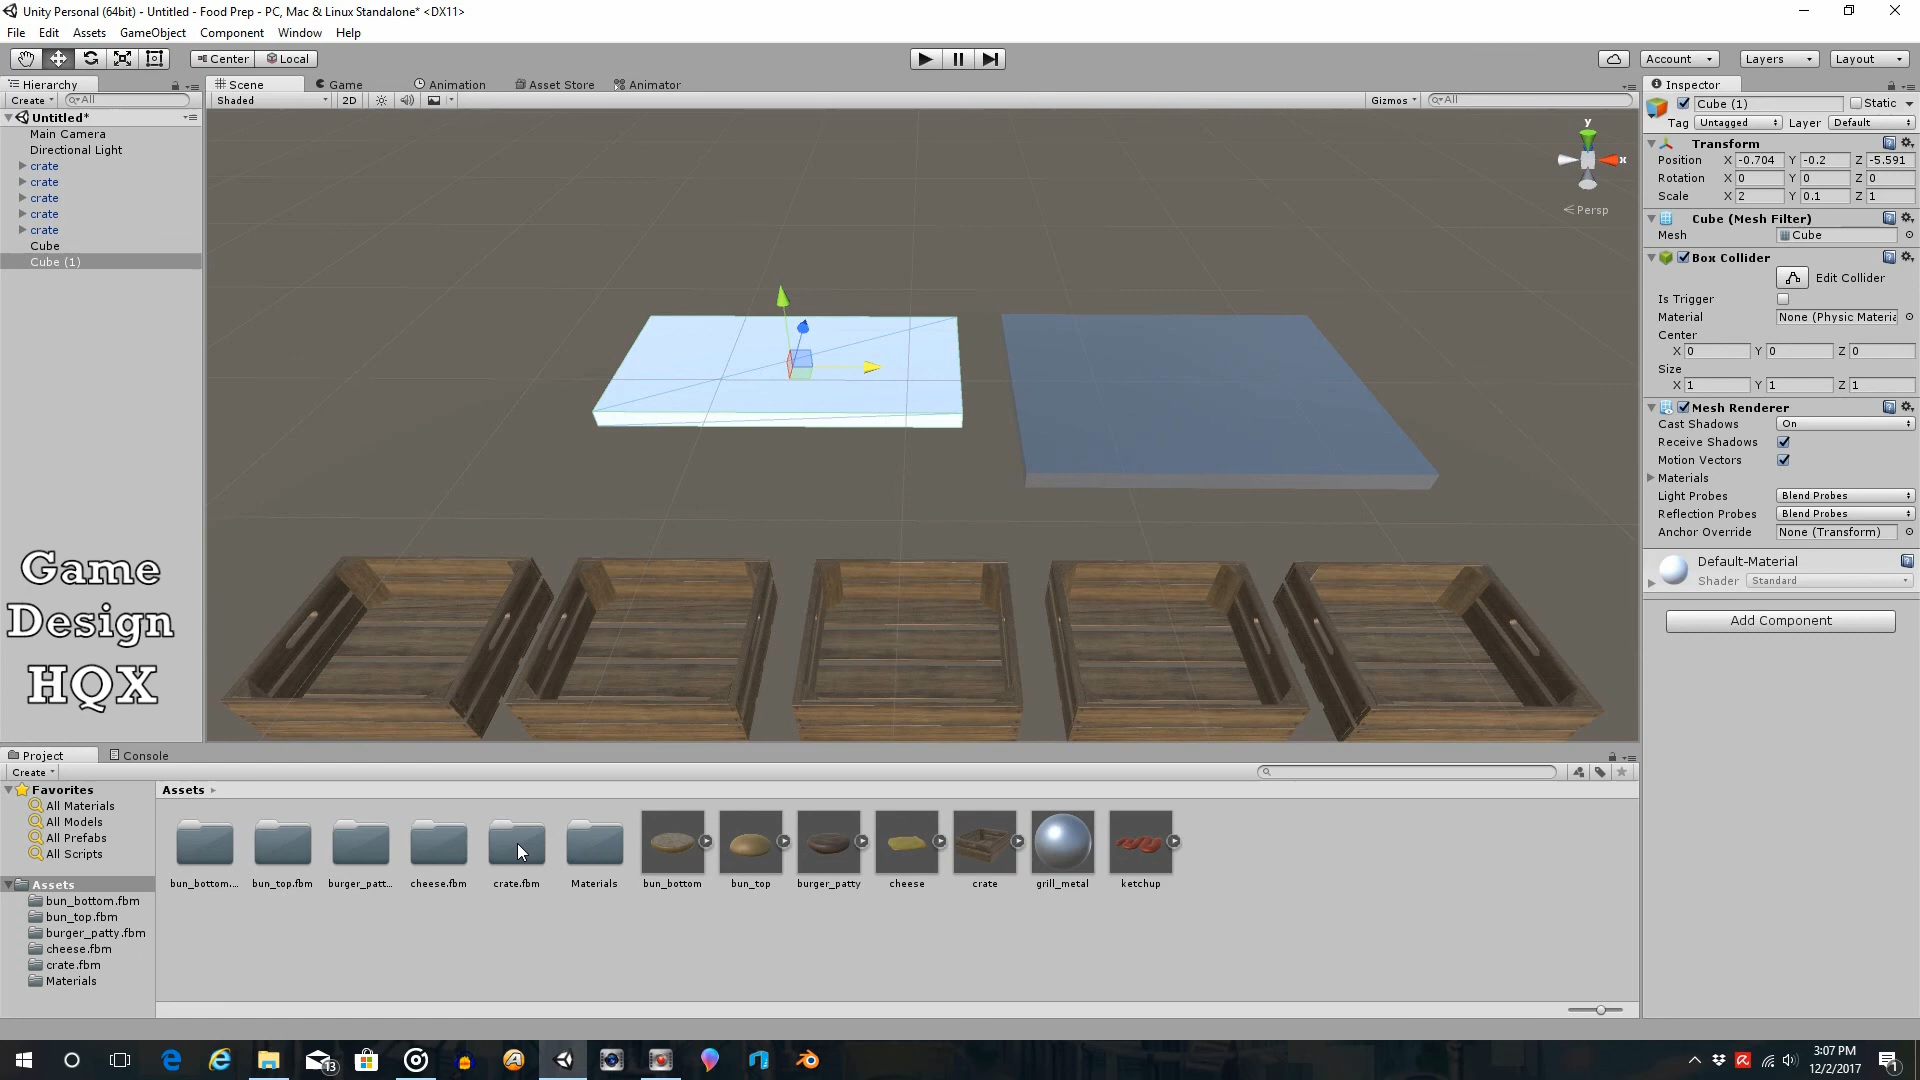 Unity Personal (64bit) - Untitled - Food Prep - PC, Mac & Linux Standalone* <DX11>
File Edit Assets GameObject Component Window Help
Center Local Account Layers Layout
Hierarchy
Create All
Untitled*
Main Camera
Directional Light
crate
crate
crate
crate
crate
Cube
Cube (1)
Scene Game Animation Asset Store Animator
Shaded 2D Gizmos All
y
x
Persp
Inspector
Cube (1) Static
Tag Untagged Layer Default
Transform
Position X -0.704 Y -0.2 Z -5.591
Rotation X 0 Y 0 Z 0
Scale X 2 Y 0.1 Z 1
Cube (Mesh Filter)
Mesh Cube
Box Collider
Edit Collider
Is Trigger
Material None (Physic Materia
Center
X 0 Y 0 Z 0
Size
X 1 Y 1 Z 1
Mesh Renderer
Cast Shadows On
Receive Shadows
Motion Vectors
Materials
Light Probes Blend Probes
Reflection Probes Blend Probes
Anchor Override None (Transform)
Default-Material
Shader Standard
Add Component
Game
Design
HQX
Project Console
Create
Favorites
All Materials
All Models
All Prefabs
All Scripts
Assets
bun_bottom.fbm
bun_top.fbm
burger_patty.fbm
cheese.fbm
crate.fbm
Materials
Assets
bun_bottom.... bun_top.fbm burger_patt... cheese.fbm crate.fbm Materials bun_bottom bun_top burger_patty cheese crate grill_metal ketchup
13
3:07 PM
12/2/2017
1